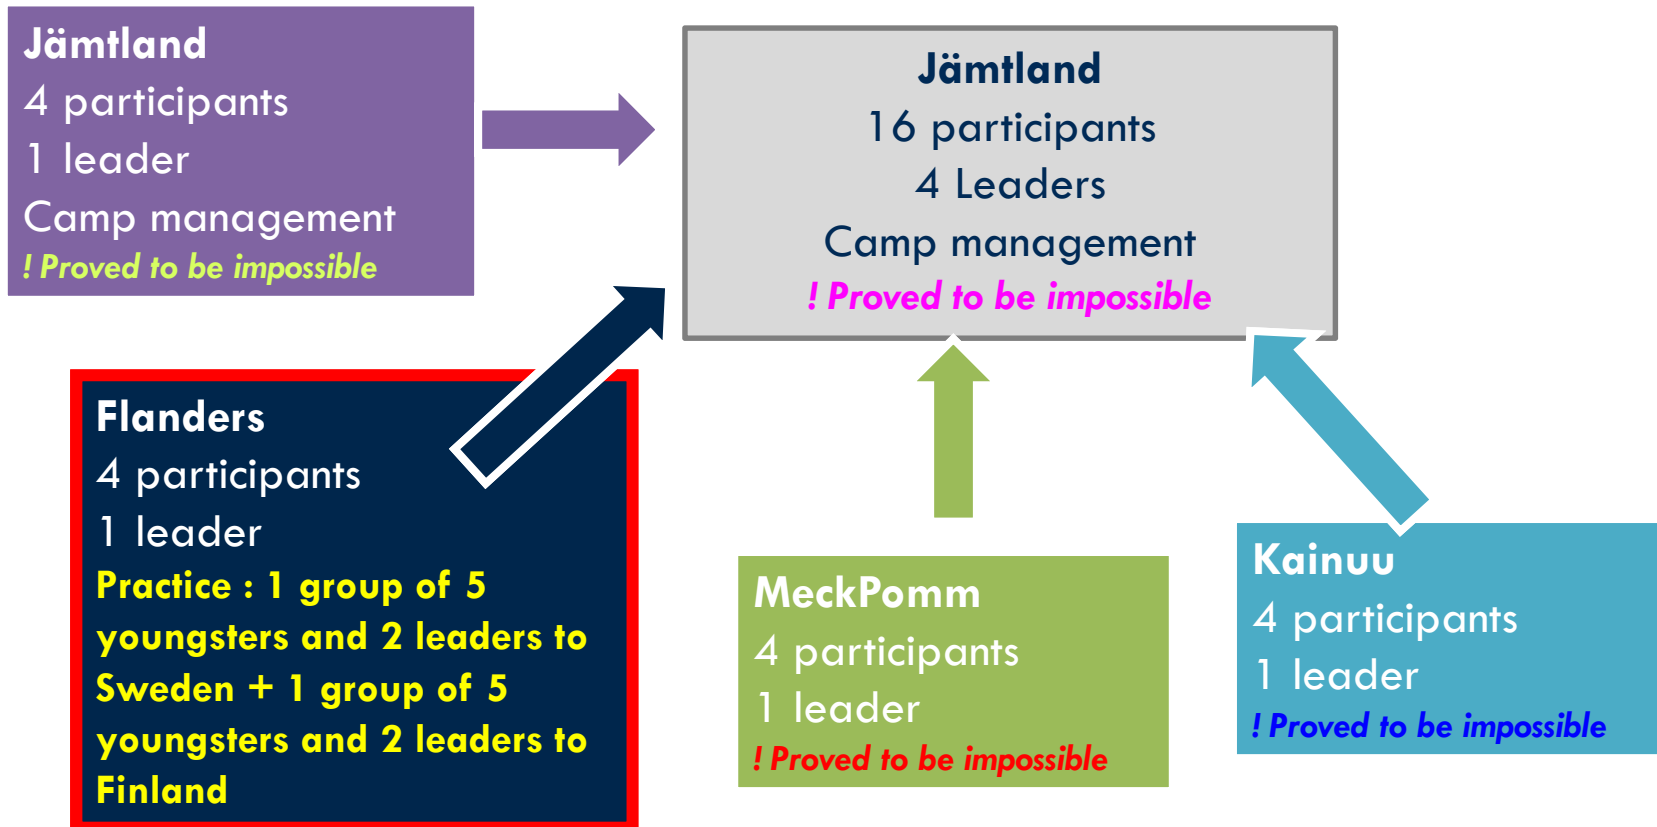 Jämtland
4 participants
1 leader
Camp management
! Proved to be impossible
Jämtland
16 participants
4 Leaders
Camp management
! Proved to be impossible
Flanders
4 participants
1 leader
Practice : 1 group of 5
youngsters and 2 leaders to
Sweden + 1 group of 5
youngsters and 2 leaders to
Finland
MeckPomm
4 participants
1 leader
! Proved to be impossible
Kainuu
4 participants
1 leader
! Proved to be impossible